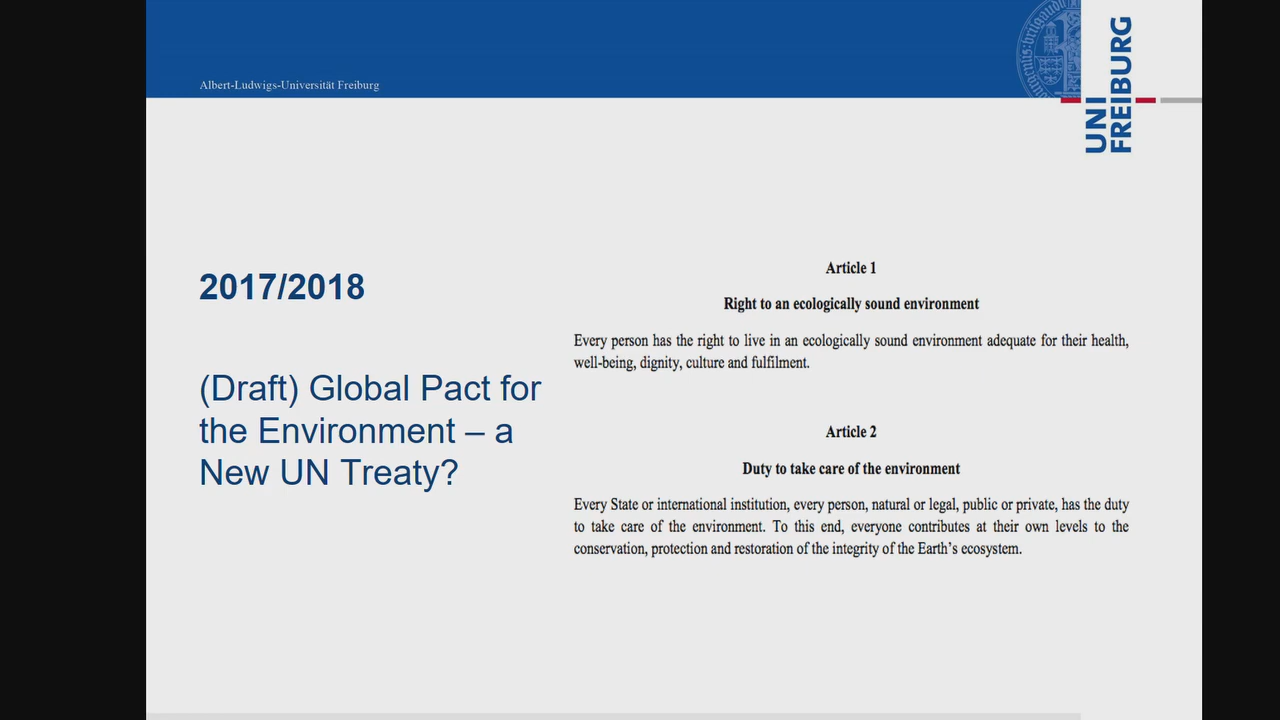 Albert-Ludwigs-Universität Freiburg
UNI
FREIBURG
2017/2018
(Draft) Global Pact for
the Environment – a
New UN Treaty?
Article 1
Right to an ecologically sound environment
Every person has the right to live in an ecologically sound environment adequate for their health,
well-being, dignity, culture and fulfilment.
Article 2
Duty to take care of the environment
Every State or international institution, every person, natural or legal, public or private, has the duty
to take care of the environment. To this end, everyone contributes at their own levels to the
conservation, protection and restoration of the integrity of the Earth’s ecosystem.